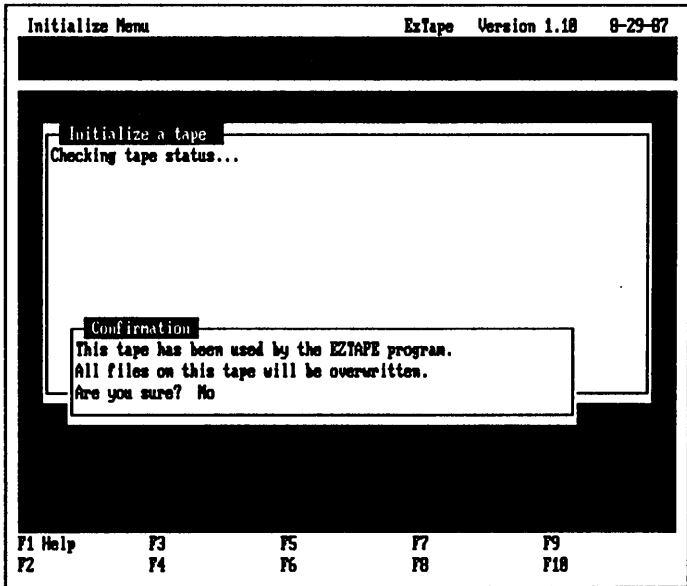 Initialize Menu EzTape Version 1.10 8-29-87
Initialize a tape
Checking tape status...
Confirmation
This tape has been used by the EZTAPE program.
All files on this tape will be overwritten.
Are you sure? No
F1 Help F3 F5 F7 F9
F2 F4 F6 F8 F10